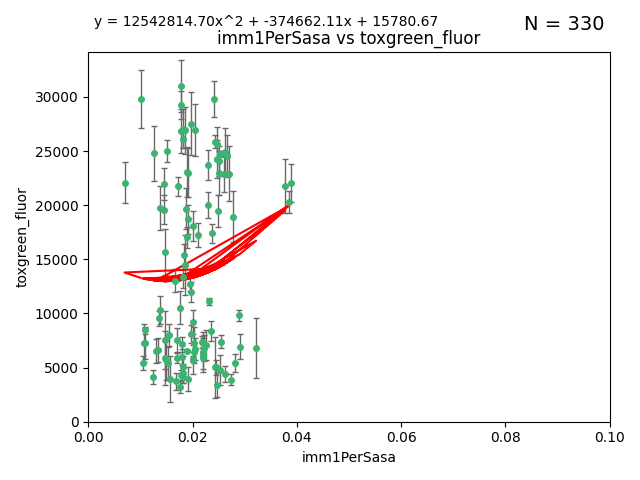 y = 12542814.70x^2 + -374662.11x + 15780.67
N = 330
imm1PerSasa vs toxgreen_fluor
toxgreen_fluor
30000
25000
20000
15000
10000
5000
0
0.00 0.02 0.04 0.06 0.08 0.10
imm1PerSasa